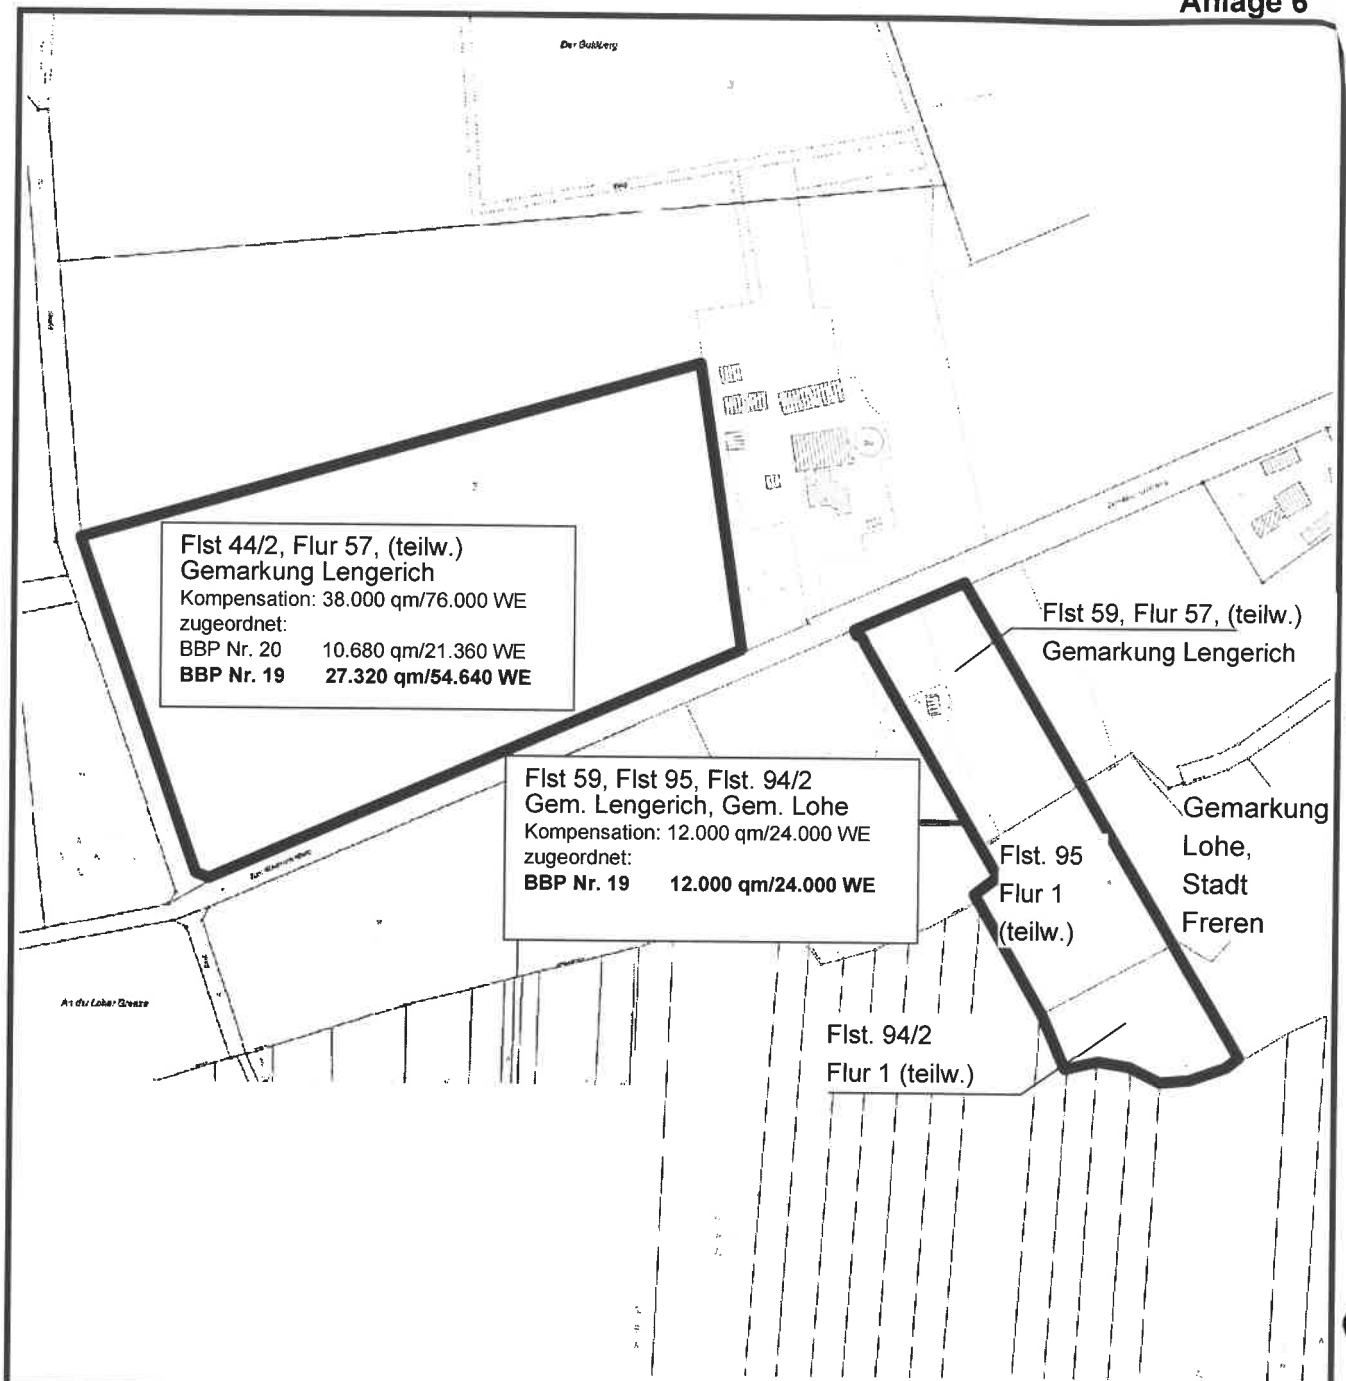 Anlage 6
Der Guldberg
Weg
Flst 44/2, Flur 57, (teilw.)
Gemarkung Lengerich
Kompensation: 38.000 qm/76.000 WE
zugeordnet:
BBP Nr. 20 10.680 qm/21.360 WE
BBP Nr. 19 27.320 qm/54.640 WE
Flst 59, Flur 57, (teilw.)
Gemarkung Lengerich
Flst 59, Flst 95, Flst. 94/2
Gem. Lengerich, Gem. Lohe
Kompensation: 12.000 qm/24.000 WE
zugeordnet:
BBP Nr. 19 12.000 qm/24.000 WE
Gemarkung
Lohe,
Stadt
Freren
Flst. 95
Flur 1
(teilw.)
An der Loher Grenze
Flst. 94/2
Flur 1 (teilw.)